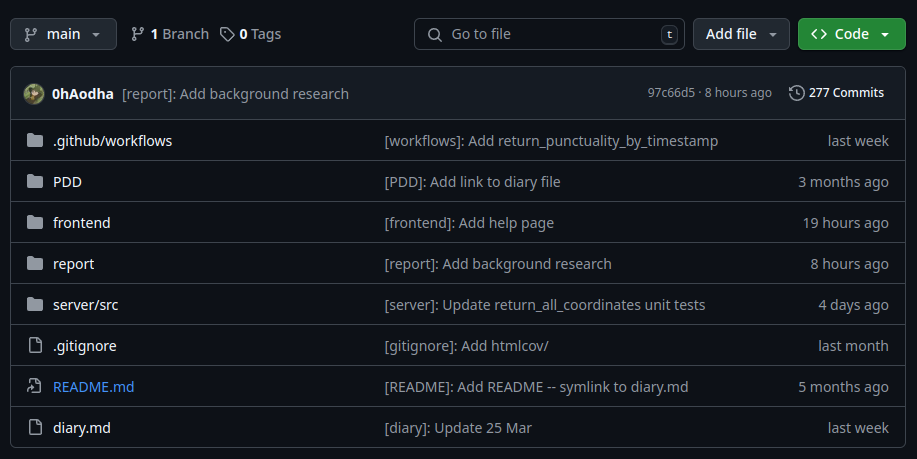 main 1 Branch 0 Tags Go to file t Add file Code
0hAodha [report]: Add background research 97c66d5 · 8 hours ago 277 Commits
.github/workflows [workflows]: Add return_punctuality_by_timestamp last week
PDD [PDD]: Add link to diary file 3 months ago
frontend [frontend]: Add help page 19 hours ago
report [report]: Add background research 8 hours ago
server/src [server]: Update return_all_coordinates unit tests 4 days ago
.gitignore [gitignore]: Add htmlcov/ last month
README.md [README]: Add README -- symlink to diary.md 5 months ago
diary.md [diary]: Update 25 Mar last week